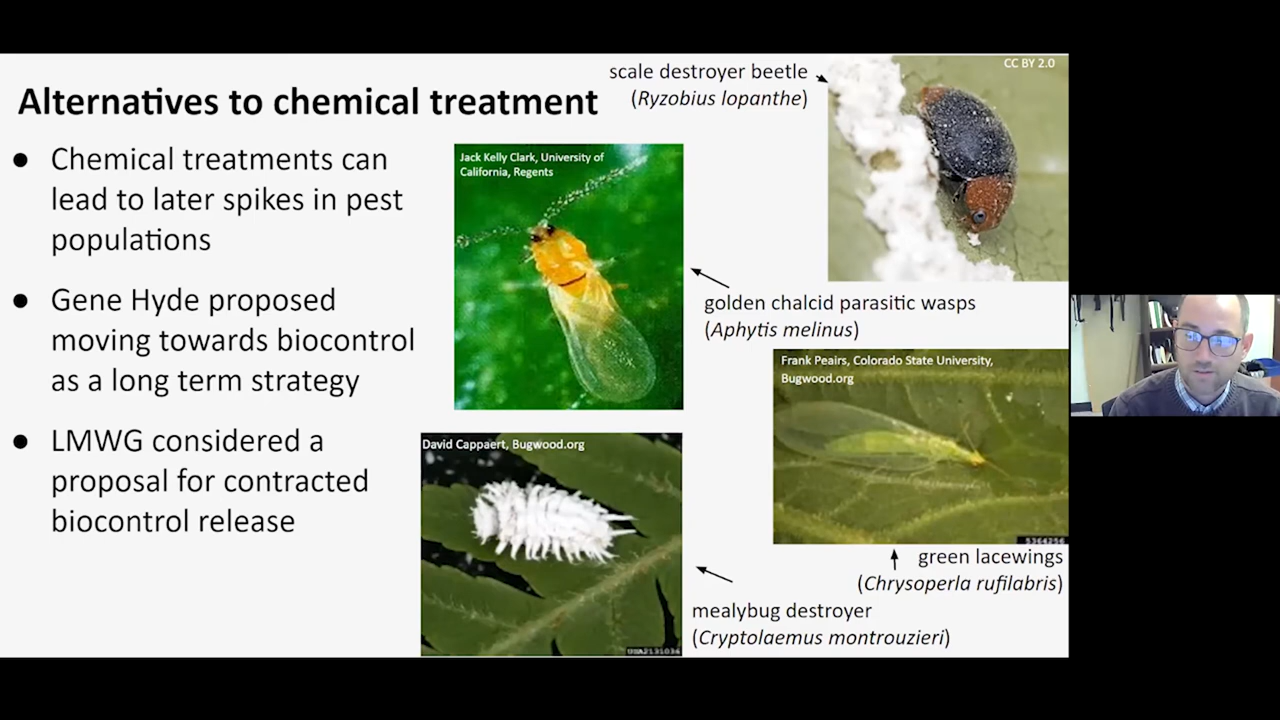 Alternatives to chemical treatment
● Chemical treatments can
lead to later spikes in pest
populations
● Gene Hyde proposed
moving towards biocontrol
as a long term strategy
● LMWG considered a
proposal for contracted
biocontrol release
scale destroyer beetle
(Ryzobius lopanthe)
CC BY 2.0
Jack Kelly Clark, University of
California, Regents
golden chalcid parasitic wasps
(Aphytis melinus)
Frank Peairs, Colorado State University,
Bugwood.org
5364256
green lacewings
(Chrysoperla rufilabris)
David Cappaert, Bugwood.org
mealybug destroyer
(Cryptolaemus montrouzieri)